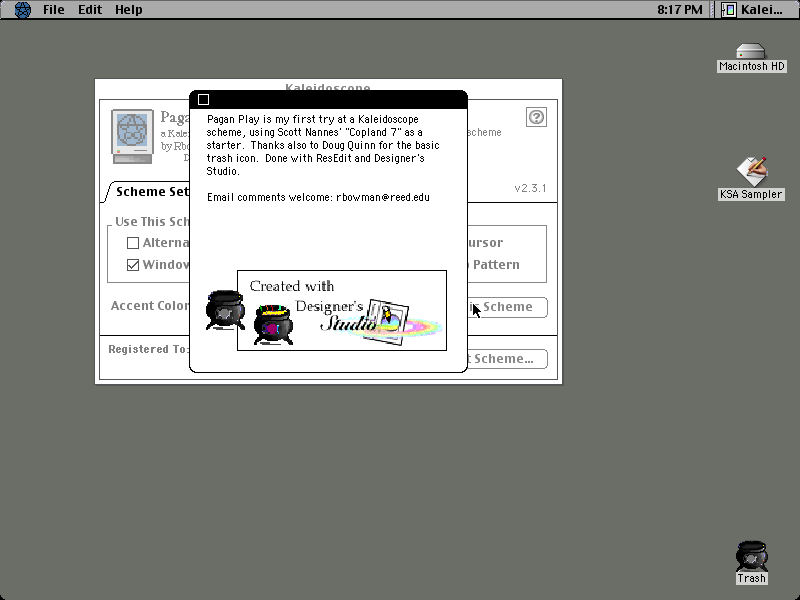 File Edit Help
8:17 PM
Kalei...
Macintosh HD
Kaleidoscope
Pagan Play is my first try at a Kaleidoscope
scheme, using Scott Nannes' "Copland 7" as a
starter. Thanks also to Doug Quinn for the basic
trash icon. Done with ResEdit and Designer's
Studio.
Email comments welcome: rbowman@reed.edu
Paga
a Kalei
by Rbo
scheme
?
KSA Sampler
Scheme Set
v2.3.1
Use This Sch
Alterna
ursor
Window
Pattern
Created with
Designer's
Studio
Accent Color
Scheme
Registered To:
Scheme...
Trash